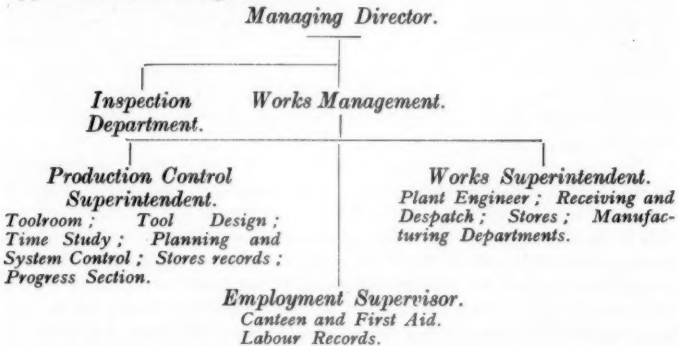 Managing Director.
Inspection
Department.
Works Management.
Production Control
Superintendent.
Toolroom ; Tool Design ;
Time Study ; Planning and
System Control ; Stores records ;
Progress Section.
Works Superintendent.
Plant Engineer ; Receiving and
Despatch ; Stores ; Manufac-
turing Departments.
Employment Supervisor.
Canteen and First Aid.
Labour Records.